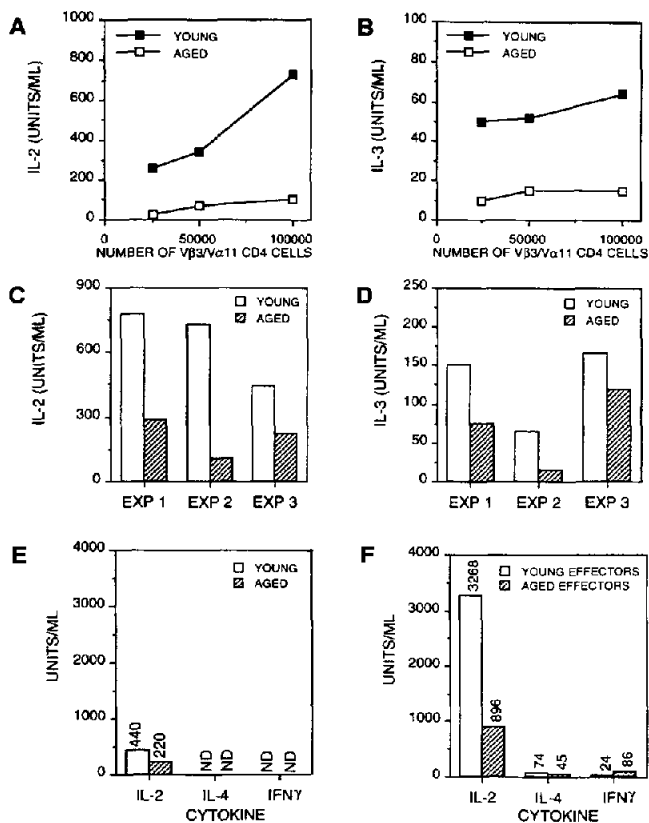 A
1000
800
600
400
200
0
IL-2 (UNITS/ML)
YOUNG
AGED
0 50000 100000
NUMBER OF Vβ3/Vα11 CD4 CELLS
B
80
60
40
20
0
IL-3 (UNITS/ML)
YOUNG
AGED
0 50000 100000
NUMBER OF Vβ3/Vα11 CD4 CELLS
C
900
600
300
0
IL-2 (UNITS/ML)
YOUNG
AGED
EXP 1 EXP 2 EXP 3
D
250
200
150
100
50
0
IL-3 (UNITS/ML)
YOUNG
AGED
EXP 1 EXP 2 EXP 3
E
4000
3000
2000
1000
0
UNITS/ML
YOUNG
AGED
440 220 ND ND ND ND
IL-2 IL-4 IFNγ
CYTOKINE
F
4000
3000
2000
1000
0
UNITS/ML
YOUNG EFFECTORS
AGED EFFECTORS
3268 896 74 45 24 86
IL-2 IL-4 IFNγ
CYTOKINE